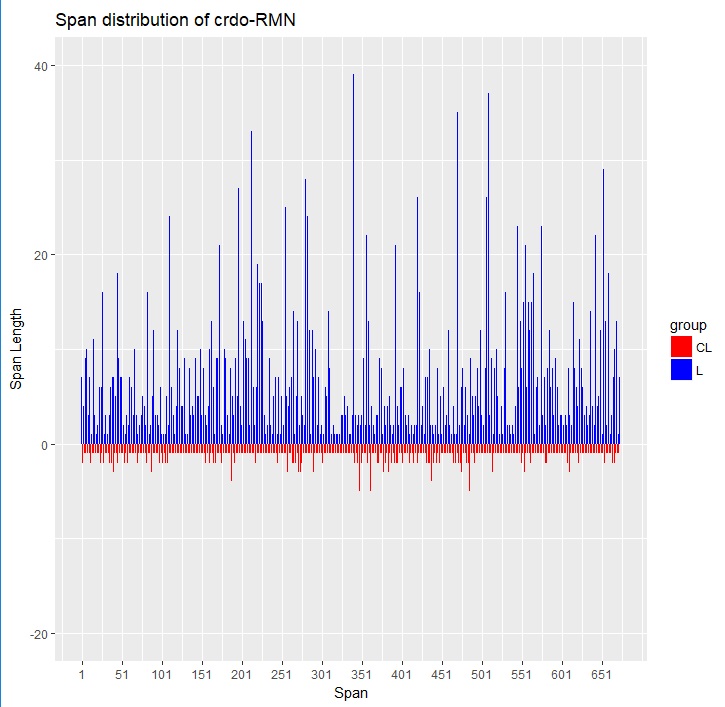 Span distribution of crdo-RMN
40
20
0
-20
Span Length
1 51 101 151 201 251 301 351 401 451 501 551 601 651
Span
group
CL
L